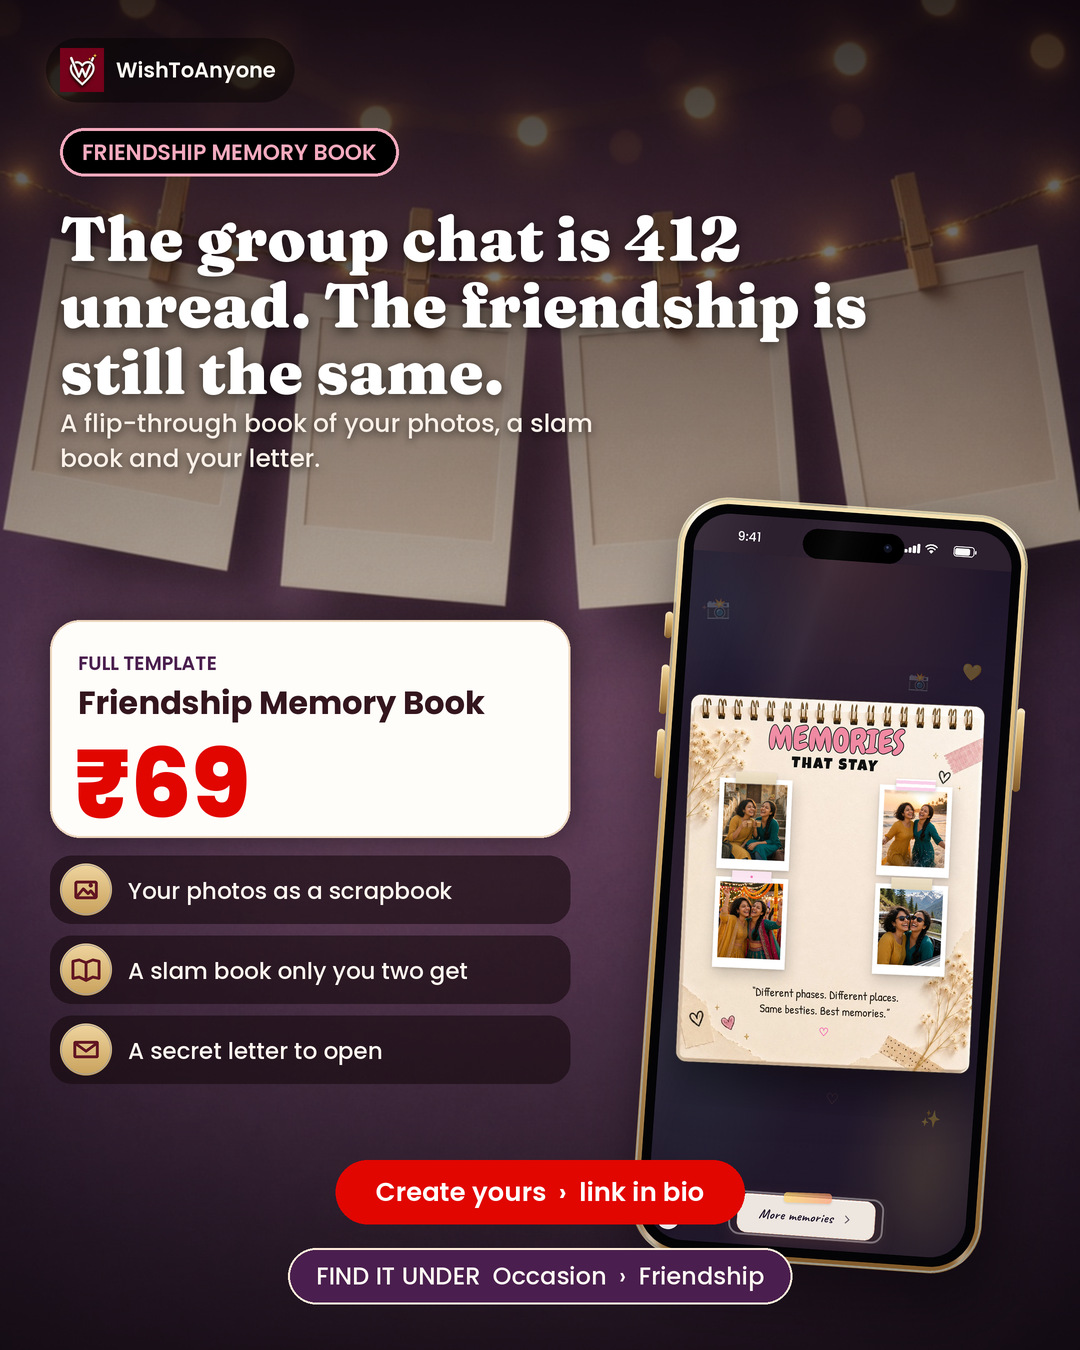 WishToAnyone
FRIENDSHIP MEMORY BOOK
The group chat is 412
unread. The friendship is
still the same.
A flip-through book of your photos, a slam
book and your letter.
FULL TEMPLATE
Friendship Memory Book
₹69
Your photos as a scrapbook
A slam book only you two get
A secret letter to open
9:41
MEMORIES
THAT STAY
"Different phases. Different places.
Same besties. Best memories."
More memories ›
Create yours › link in bio
FIND IT UNDER Occasion › Friendship